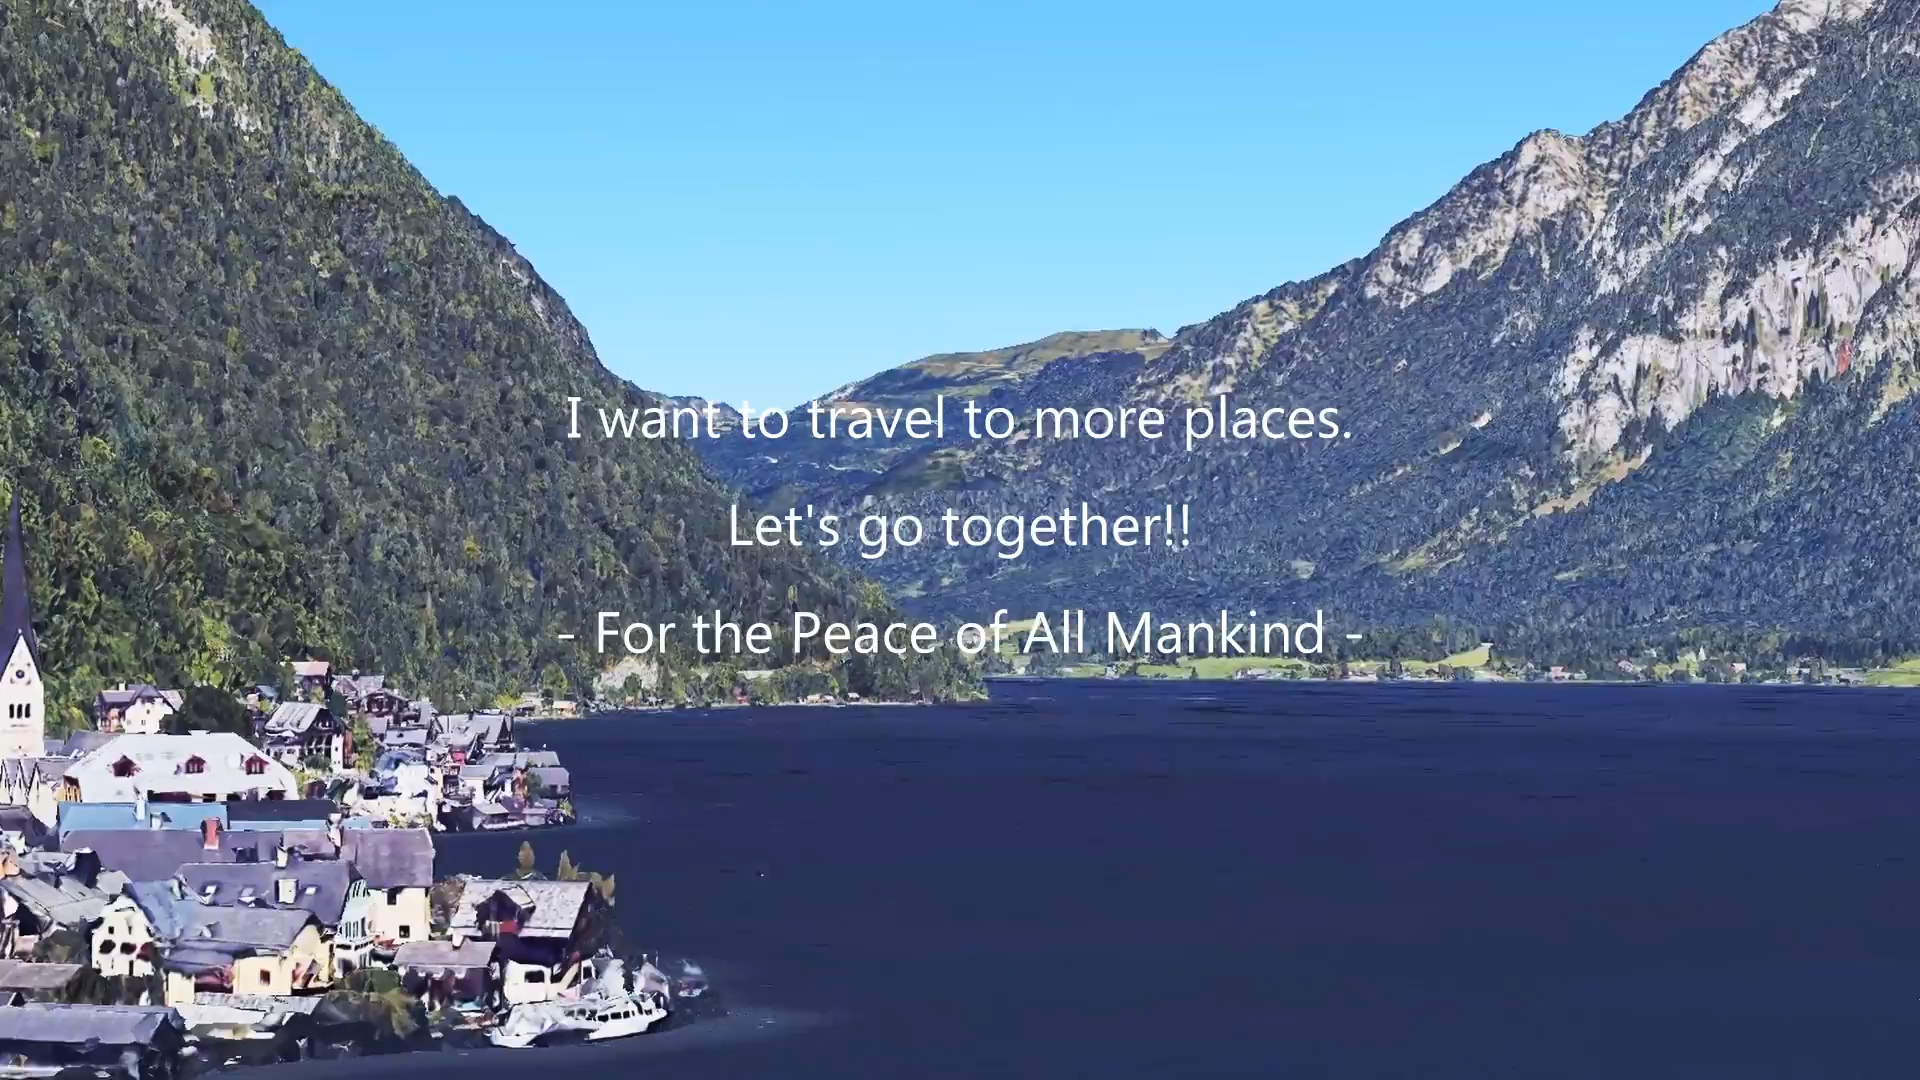 I want to travel to more places.
Let's go together!!
- For the Peace of All Mankind -